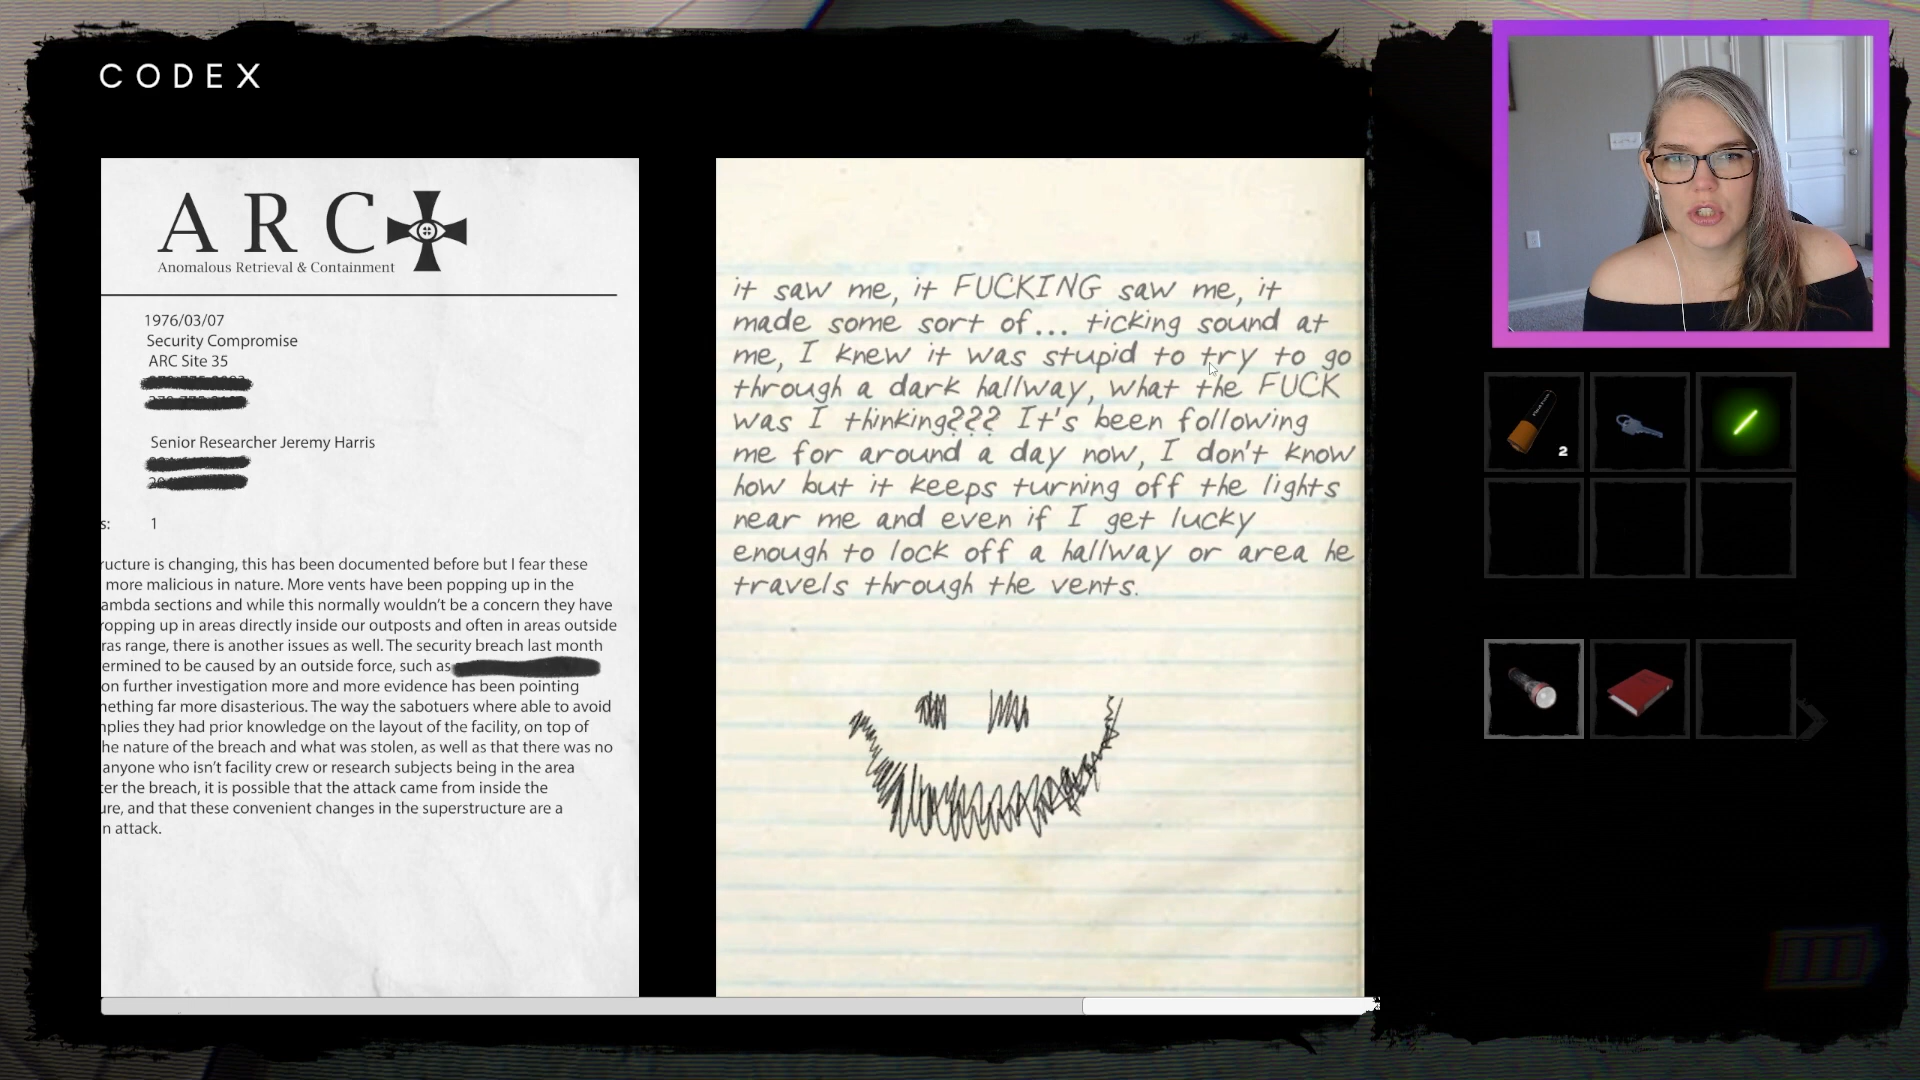 CODEX
ARC
Anomalous Retrieval & Containment
1976/03/07
Security Compromise
ARC Site 35
Senior Researcher Jeremy Harris
s: 1
ructure is changing, this has been documented before but I fear these
more malicious in nature. More vents have been popping up in the
ambda sections and while this normally wouldn't be a concern they have
ropping up in areas directly inside our outposts and often in areas outside
ras range, there is another issues as well. The security breach last month
ermined to be caused by an outside force, such as
on further investigation more and more evidence has been pointing
nething far more disasterious. The way the sabotuers where able to avoid
nplies they had prior knowledge on the layout of the facility, on top of
he nature of the breach and what was stolen, as well as that there was no
anyone who isn't facility crew or research subjects being in the area
ter the breach, it is possible that the attack came from inside the
ure, and that these convenient changes in the superstructure are a
n attack.
it saw me, it FUCKING saw me, it
made some sort of... ticking sound at
me, I knew it was stupid to try to go
through a dark hallway, what the FUCK
was I thinking??? It's been following
me for around a day now, I don't know
how but it keeps turning off the lights
near me and even if I get lucky
enough to lock off a hallway or area he
travels through the vents.
2